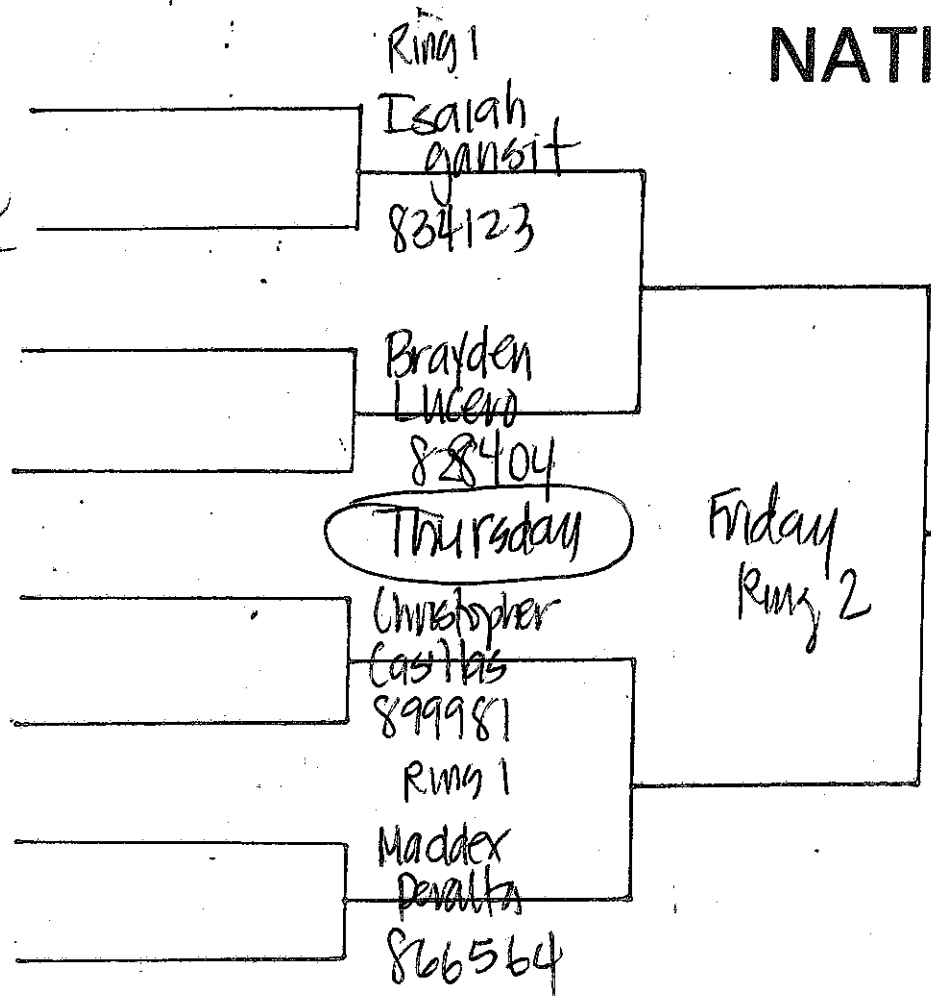 NATI
Ring 1
Isaiah
gansit
834123
Brayden
Lucero
828404
Thursday
Friday
Ring 2
Christopher
899981
Ring 1
Maddex
Peralta
866564